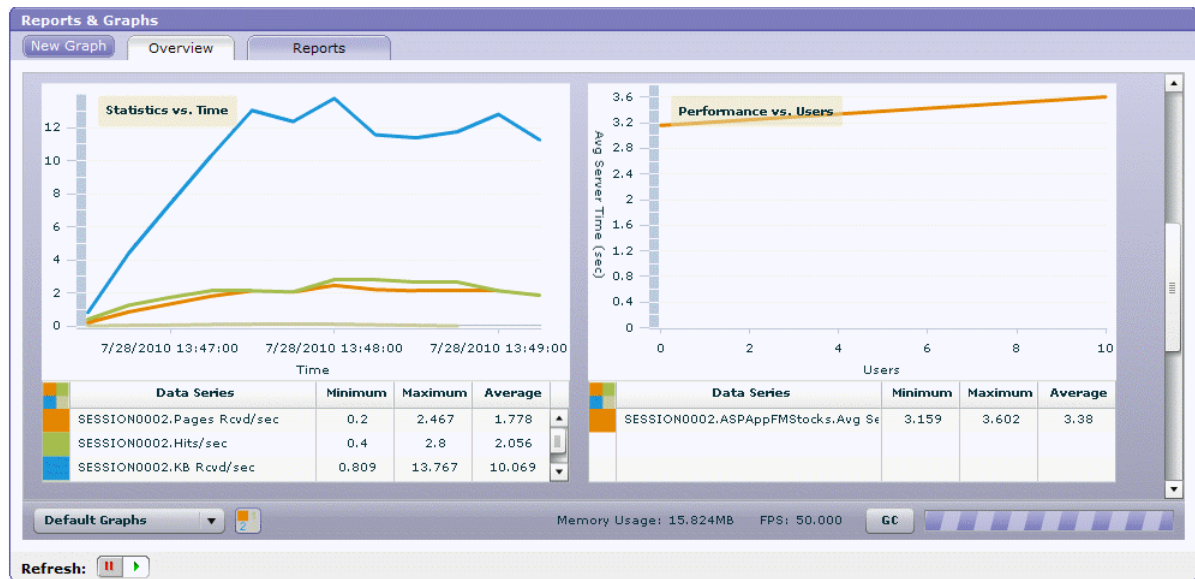 Reports & Graphs
New Graph
Overview
Reports
Statistics vs. Time
12
10
8
6
4
2
0
7/28/2010 13:47:00 7/28/2010 13:48:00 7/28/2010 13:49:00
Time
Data Series Minimum Maximum Average
SESSION0002.Pages Rcvd/sec 0.2 2.467 1.778
SESSION0002.Hits/sec 0.4 2.8 2.056
SESSION0002.KB Rcvd/sec 0.809 13.767 10.069
Performance vs. Users
Avg Server Time (sec)
3.6
3.2
2.8
2.4
2
1.6
1.2
0.8
0.4
0
0 2 4 6 8 10
Users
Data Series Minimum Maximum Average
SESSION0002.ASPAppFMStocks.Avg Se 3.159 3.602 3.38
Default Graphs
1
2
Memory Usage: 15.824MB FPS: 50.000 GC
Refresh: